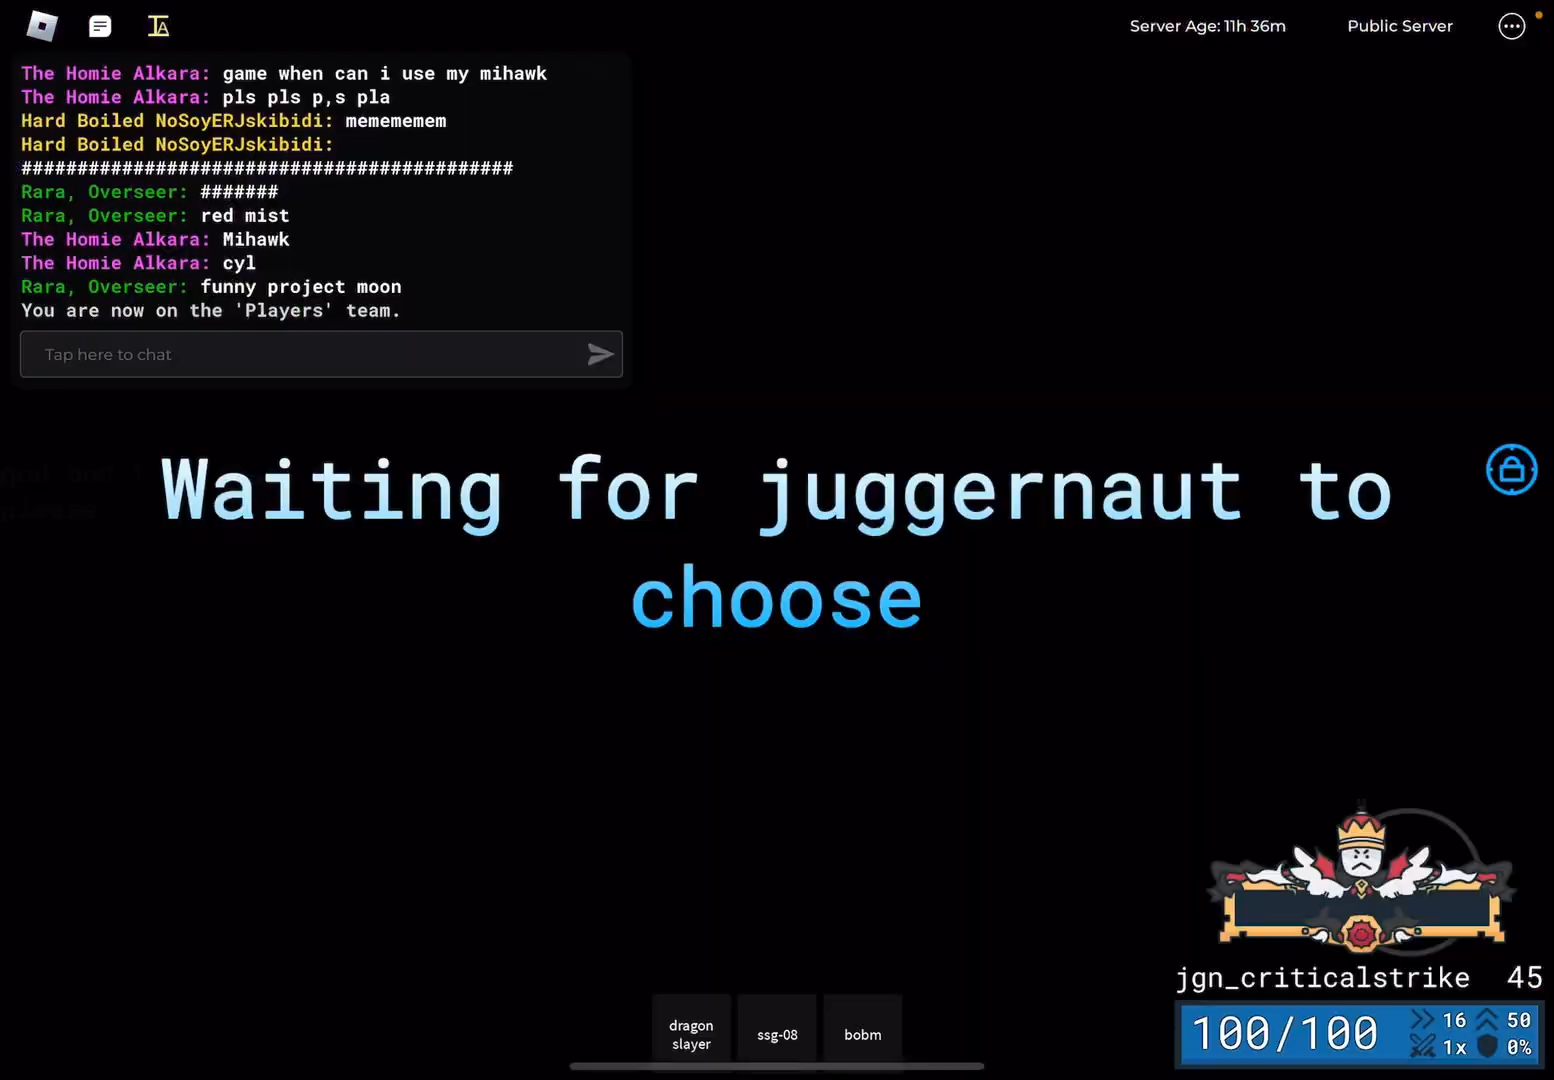 Server Age: 11h 36m
Public Server
The Homie Alkara: game when can i use my mihawk
The Homie Alkara: pls pls p,s pla
Hard Boiled NoSoyERJskibidi: memememem
Hard Boiled NoSoyERJskibidi:
############################################
Rara, Overseer: #######
Rara, Overseer: red mist
The Homie Alkara: Mihawk
The Homie Alkara: cyl
Rara, Overseer: funny project moon
You are now on the 'Players' team.
Tap here to chat
Waiting for juggernaut to
choose
jgn_criticalstrike 45
100/100
16 50
1x 0%
dragon
slayer
ssg-08
bobm